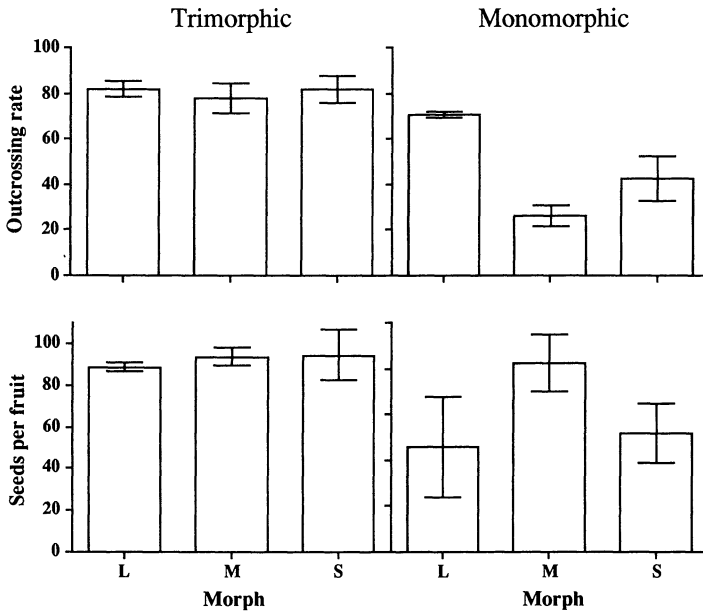 Trimorphic Monomorphic
100
80
60
40
20
0
Outcrossing rate
100
80
60
40
20
0
Seeds per fruit
L M S L M S
Morph Morph